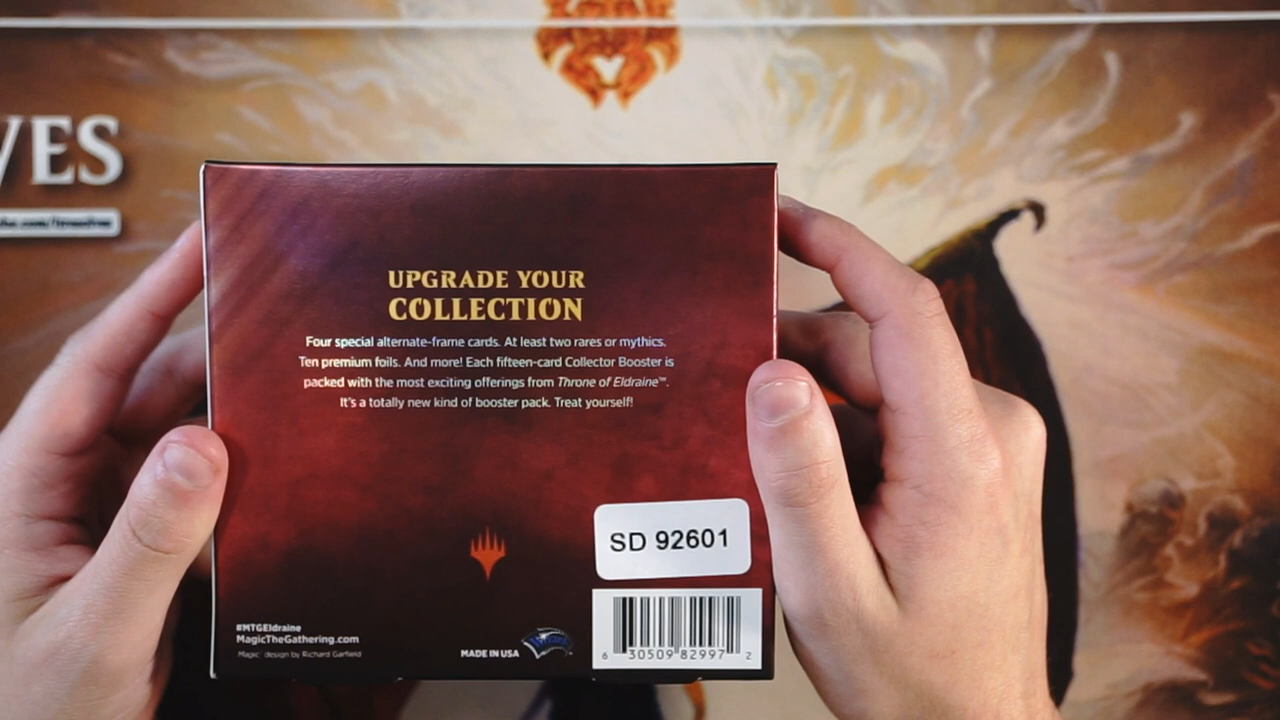 VES
UPGRADE YOUR
COLLECTION
Four special alternate-frame cards. At least two rares or mythics.
Ten premium foils. And more! Each fifteen-card Collector Booster is
packed with the most exciting offerings from Throne of Eldraine™.
It's a totally new kind of booster pack. Treat yourself!
SD 92601
#MTGEldraine
MagicTheGathering.com
Magic design by Richard Garfield
MADE IN USA
6 30509 82997 2